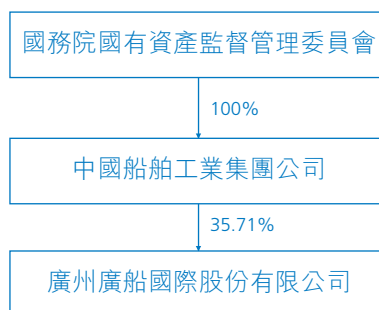 國務院國有資產監督管理委員會
100%
中國船舶工業集團公司
35.71%
廣州廣船國際股份有限公司